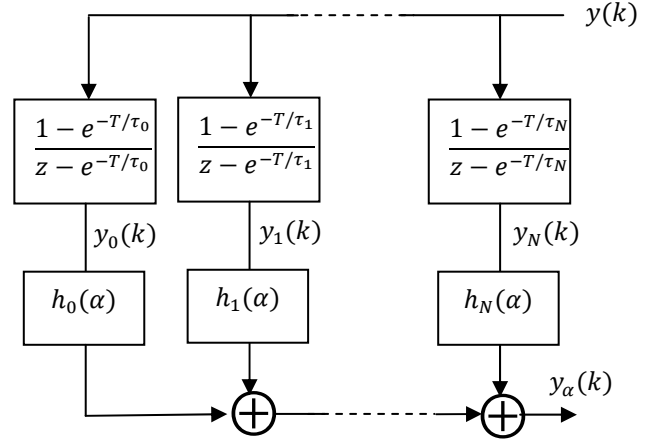 y(k)
1 − e^{−T/τ_0}
z − e^{−T/τ_0}
1 − e^{−T/τ_1}
z − e^{−T/τ_1}
1 − e^{−T/τ_N}
z − e^{−T/τ_N}
y_0(k)
y_1(k)
y_N(k)
h_0(α)
h_1(α)
h_N(α)
y_α(k)